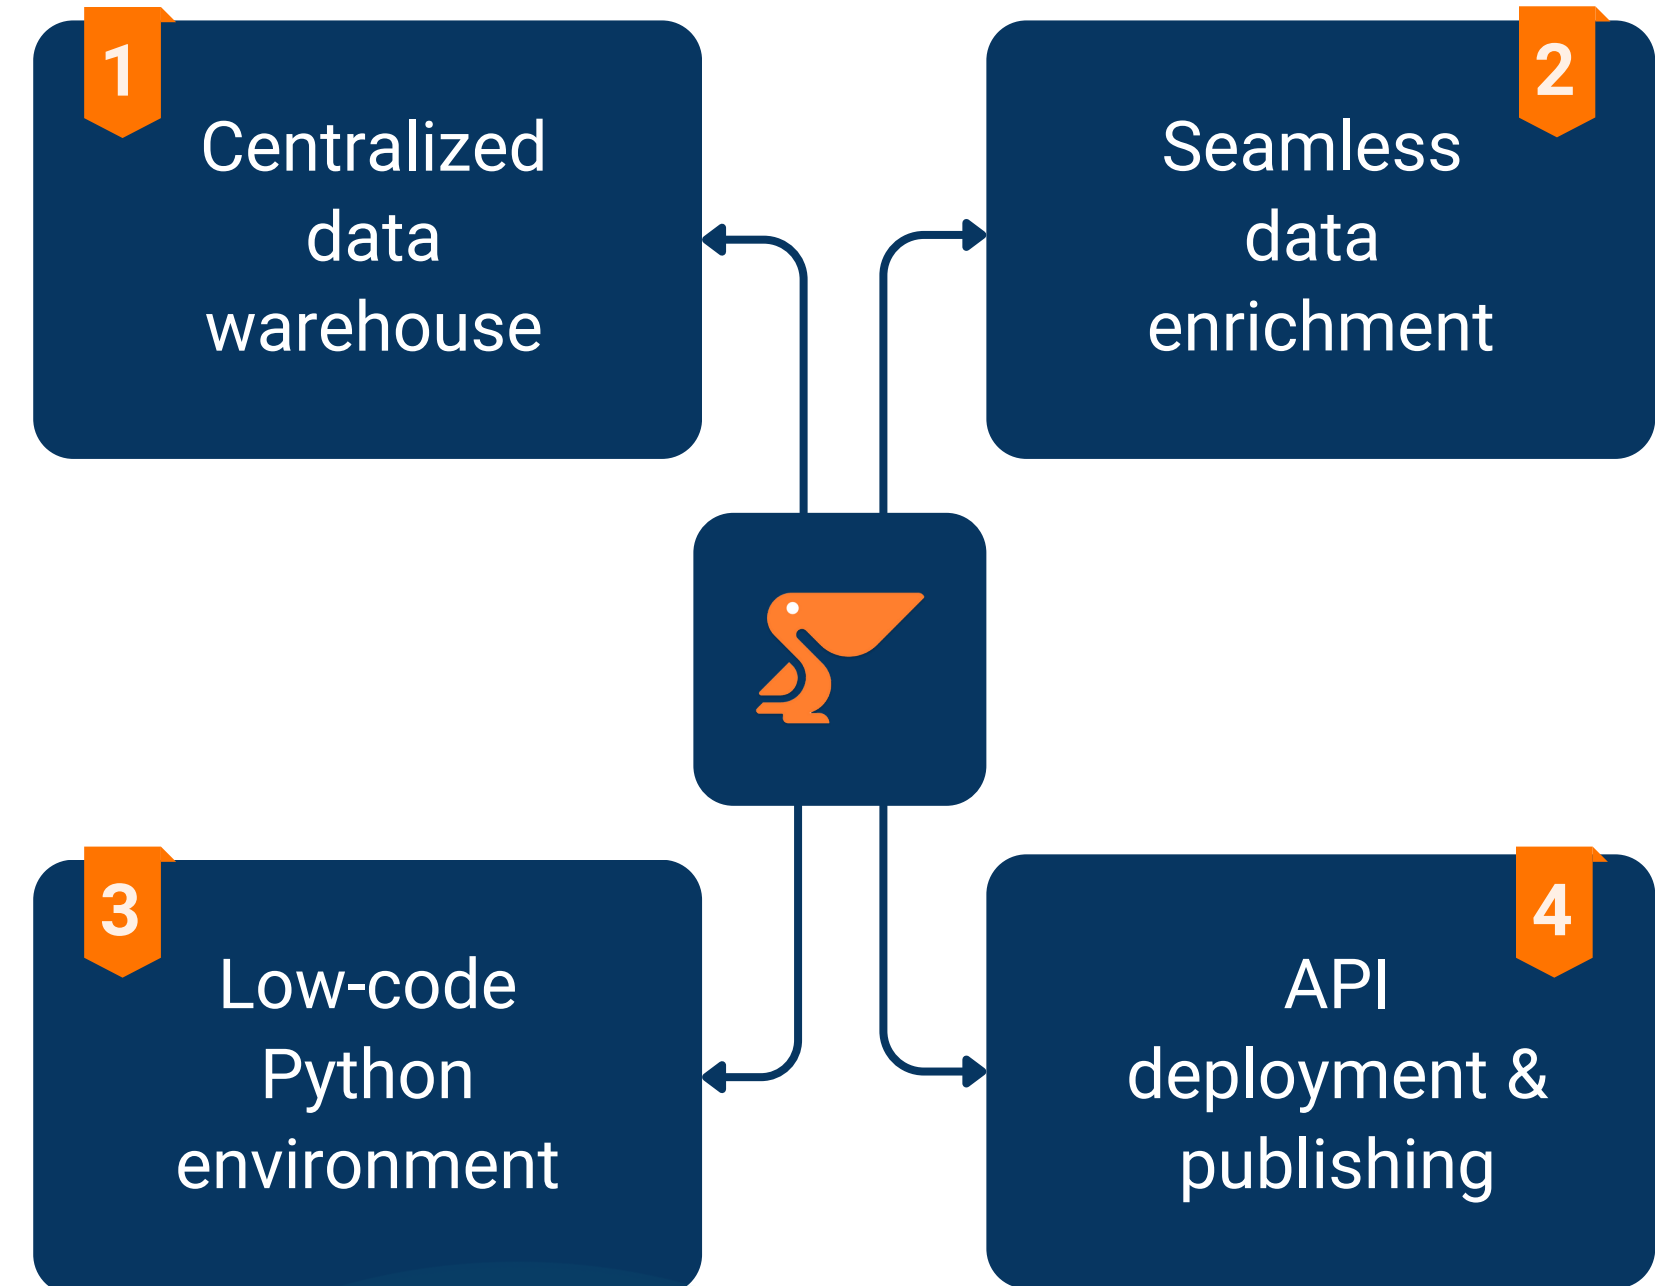 1
Centralized
data
warehouse
2
Seamless
data
enrichment
3
Low-code
Python
environment
4
API
deployment &
publishing